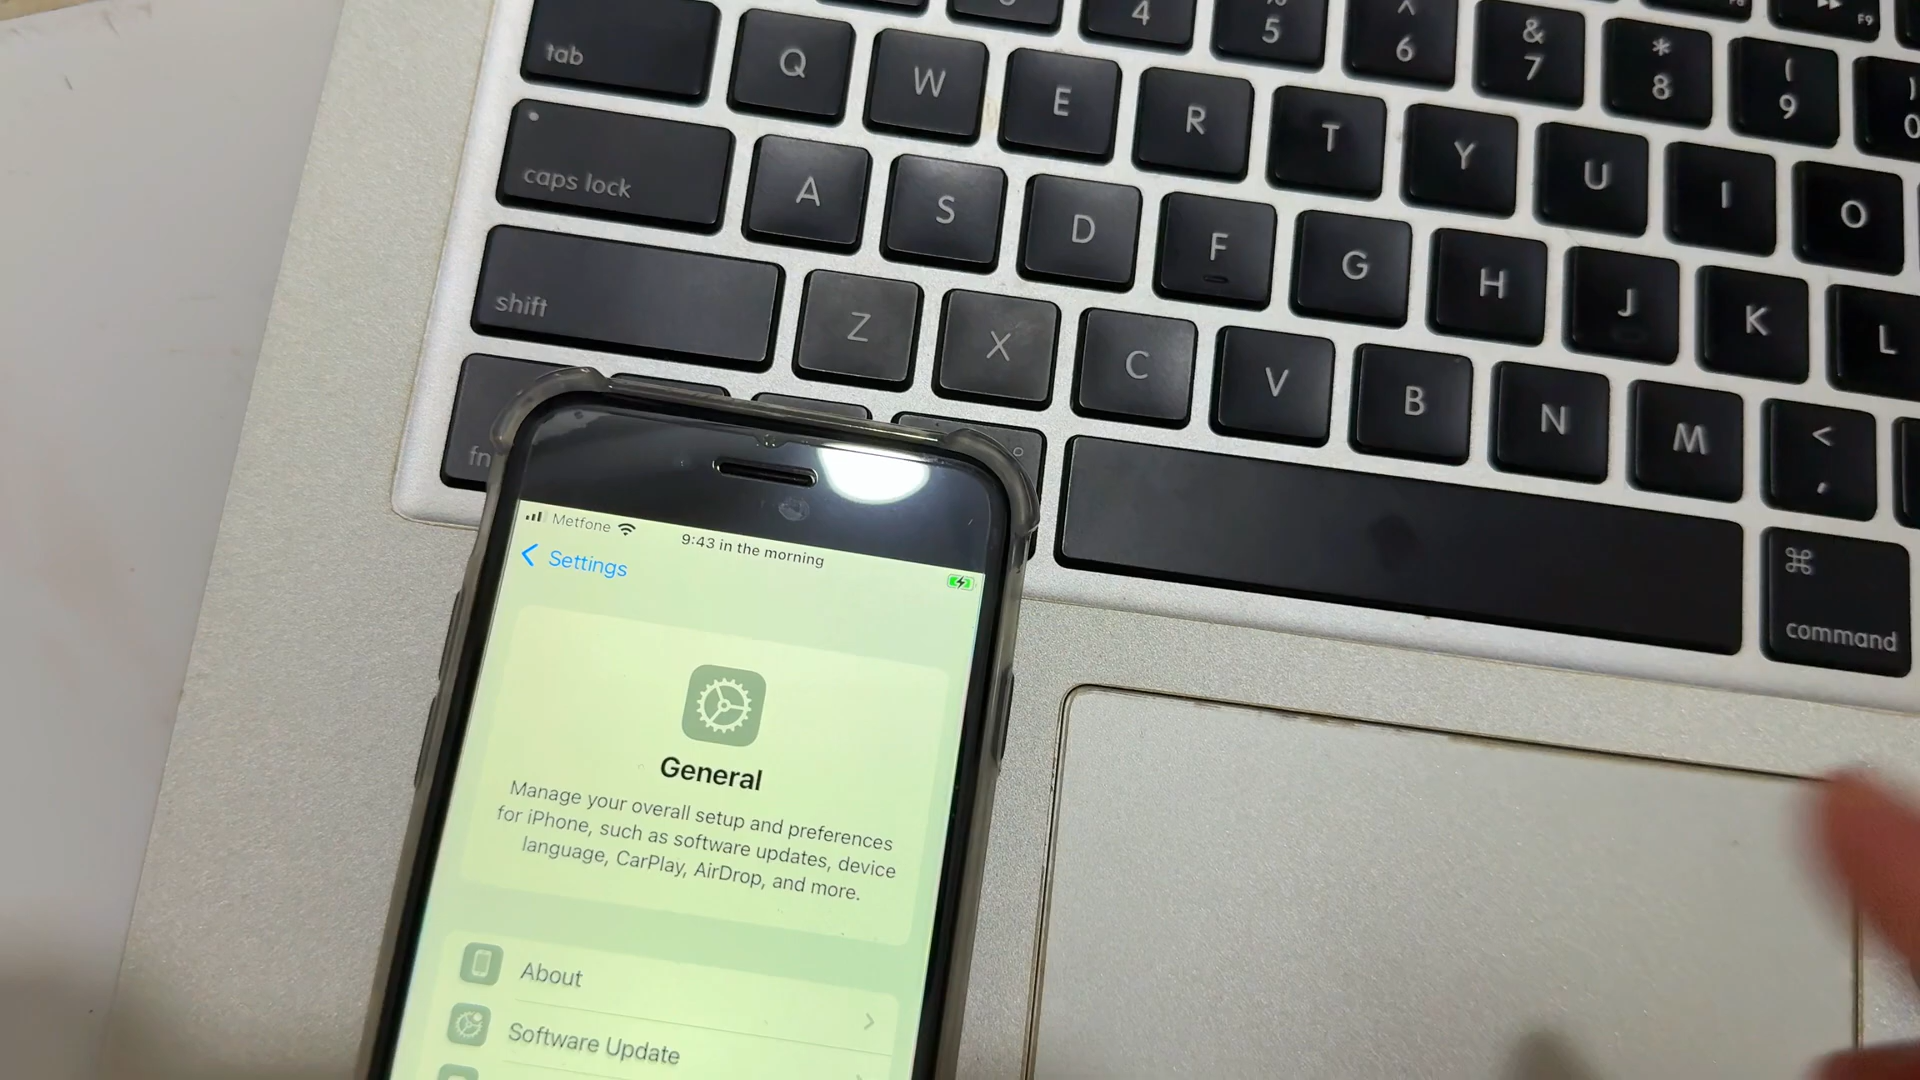 4
5
^
6
&
7
*
8
(
9
)
0
F9
tab
Q
W
E
R
T
Y
U
I
O
caps lock
A
S
D
F
G
H
J
K
L
shift
Z
X
C
V
B
N
M
<
,
fn
⌘
command
Metfone
9:43 in the morning
Settings
General
Manage your overall setup and preferences
for iPhone, such as software updates, device
language, CarPlay, AirDrop, and more.
About
Software Update